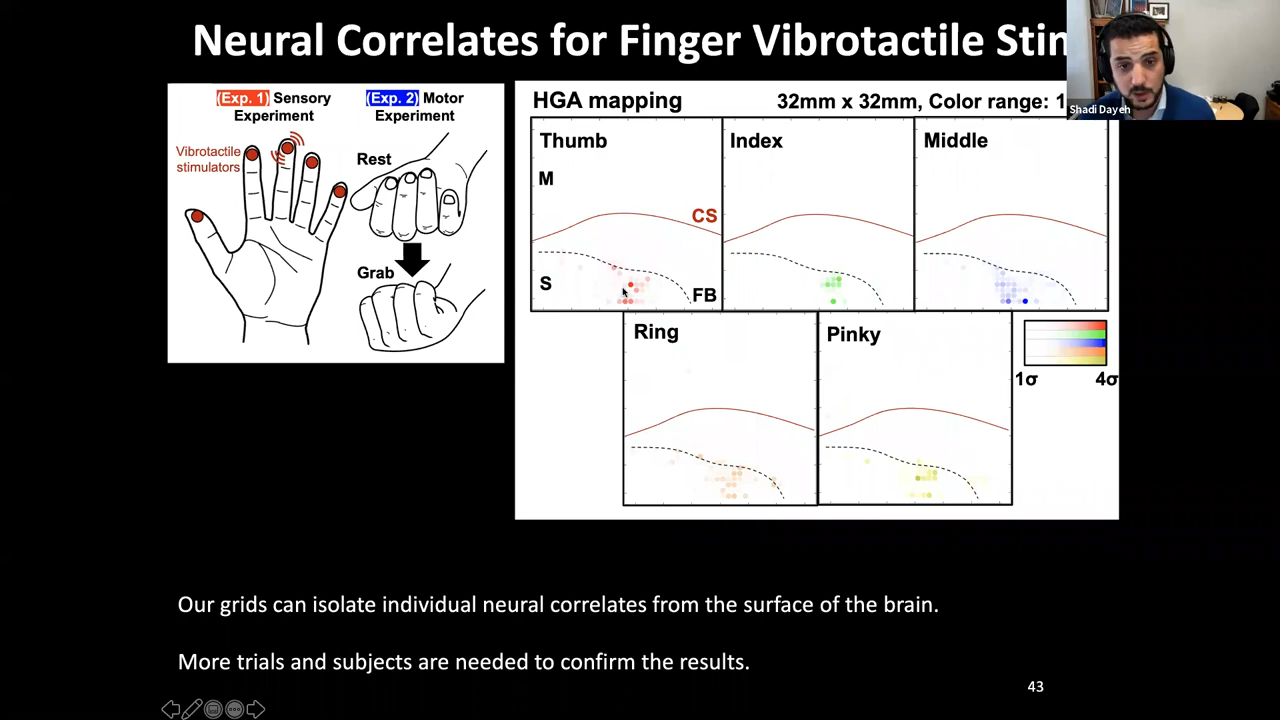 Neural Correlates for Finger Vibrotactile
Shadi Dayeh
(Exp. 1) Sensory
Experiment
(Exp. 2) Motor
Experiment
Vibrotactile
stimulators
Rest
Grab
HGA mapping
32mm x 32mm, Color range:
Thumb
Index
Middle
M
CS
S
FB
Ring
Pinky
1σ
4σ
Our grids can isolate individual neural correlates from the surface of the brain.
More trials and subjects are needed to confirm the results.
43